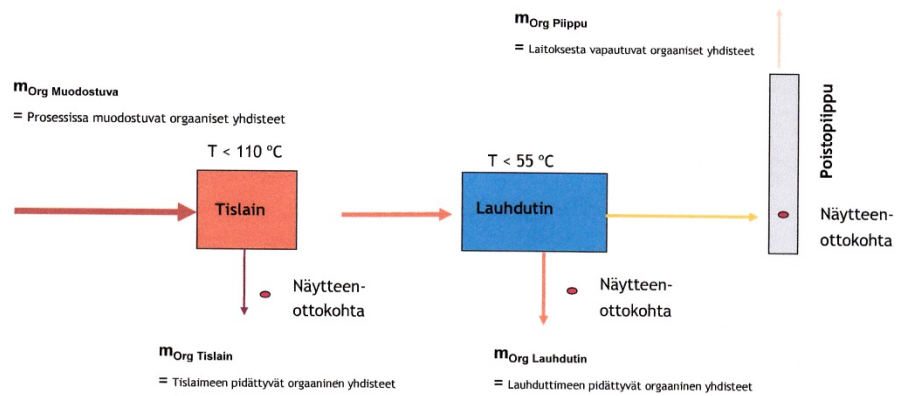 mOrg Piippu
= Laitoksesta vapautuvat orgaaniset yhdisteet
mOrg Muodostuva
= Prosessissa muodostuvat orgaaniset yhdisteet
T < 110 ºC
T < 55 ºC
Poistopiippu
Tislain
Lauhdutin
Näytteen-
ottokohta
Näytteen-
ottokohta
Näytteen-
ottokohta
mOrg Tislain
= Tislaimeen pidättyvät orgaaninen yhdisteet
mOrg Lauhdutin
= Lauhduttimeen pidättyvät orgaaninen yhdisteet